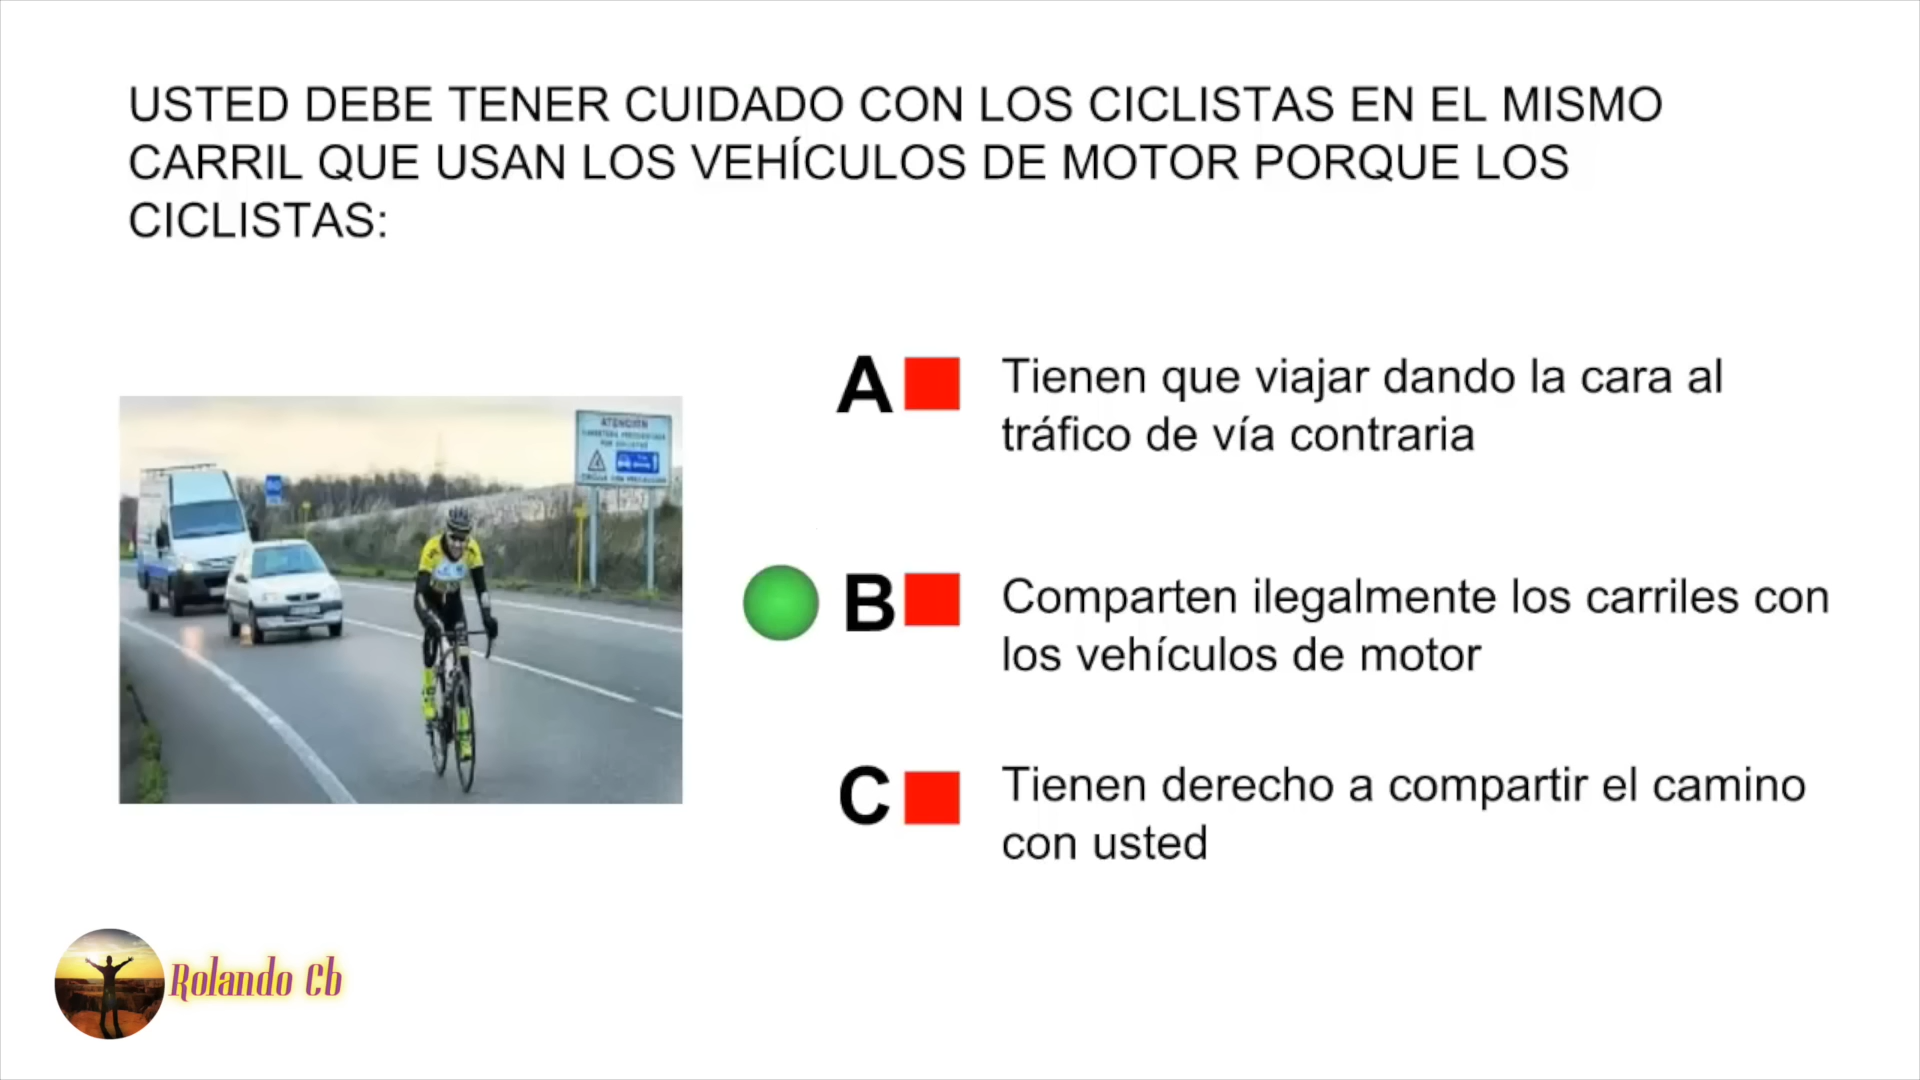 USTED DEBE TENER CUIDADO CON LOS CICLISTAS EN EL MISMO
CARRIL QUE USAN LOS VEHÍCULOS DE MOTOR PORQUE LOS
CICLISTAS:
ATENCIÓN
A
Tienen que viajar dando la cara al
tráfico de vía contraria
B
Comparten ilegalmente los carriles con
los vehículos de motor
C
Tienen derecho a compartir el camino
con usted
Rolando Cb